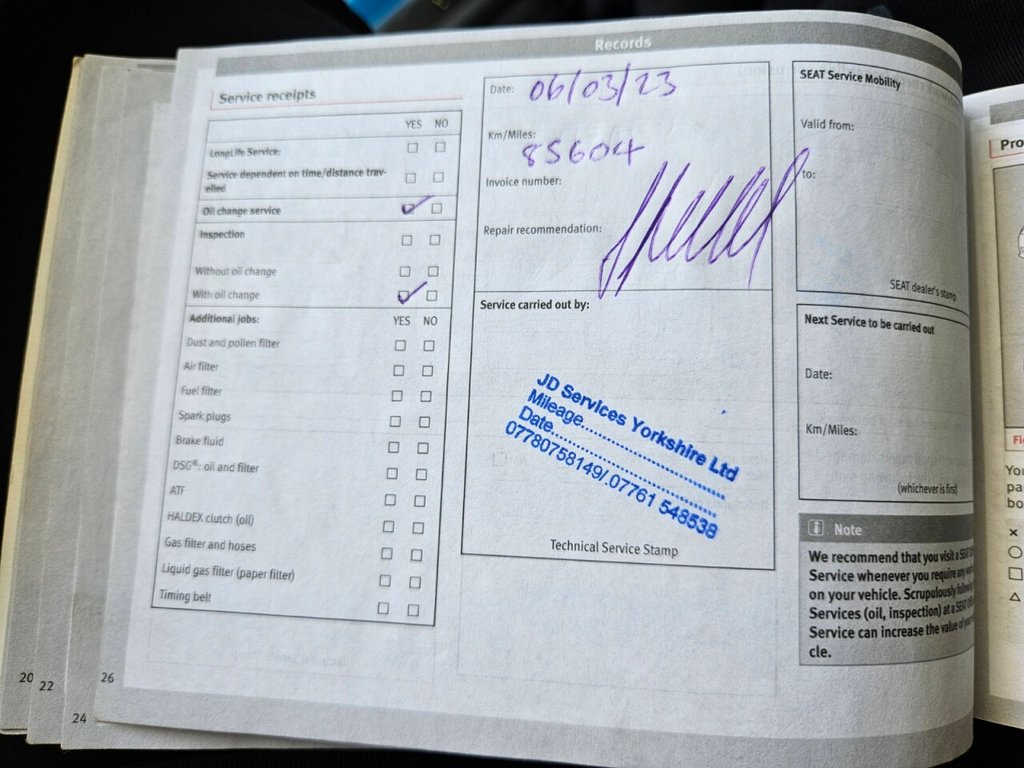 Records
Service receipts
YES NO
LongLife Service:
Service dependent on time/distance trav-
elled
Oil change service
Inspection
Without oil change
With oil change
Additional jobs: YES NO
Dust and pollen filter
Air filter
Fuel filter
Spark plugs
Brake fluid
DSG®: oil and filter
ATF
HALDEX clutch (oil)
Gas filter and hoses
Liquid gas filter (paper filter)
Timing belt
Date: 06/03/23
Km/Miles:
85604
Invoice number:
Repair recommendation:
Service carried out by:
JD Services Yorkshire Ltd
Mileage..............................
Date..............................
07780758149/.07761 548538
Technical Service Stamp
SEAT Service Mobility
Valid from:
to:
SEAT dealer's stamp
Next Service to be carried out
Date:
Km/Miles:
(whichever is first)
i Note
We recommend that you visit a SEAT
Service whenever you require any
on your vehicle. Scrupulously
Services (oil, inspection) at a SEAT
Service can increase the value of
cle.
20
22
24
26
Pro
Yo
pa
bo